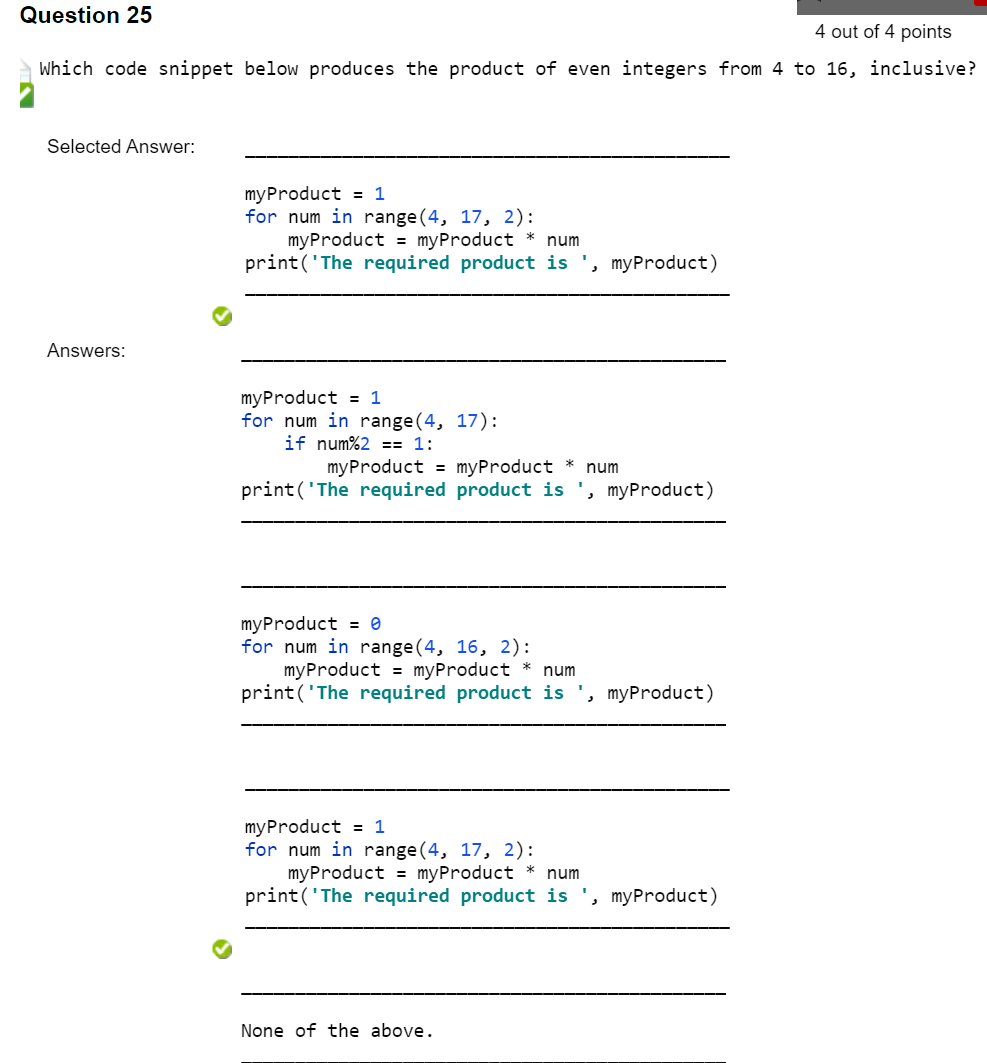 Question 25
4 out of 4 points
Which code snippet below produces the product of even integers from 4 to 16, inclusive?
Selected Answer:
myProduct = 1
for num in range(4, 17, 2):
    myProduct = myProduct * num
print('The required product is ', myProduct)
Answers:
myProduct = 1
for num in range(4, 17):
    if num%2 == 1:
        myProduct = myProduct * num
print('The required product is ', myProduct)
myProduct = 0
for num in range(4, 16, 2):
    myProduct = myProduct * num
print('The required product is ', myProduct)
myProduct = 1
for num in range(4, 17, 2):
    myProduct = myProduct * num
print('The required product is ', myProduct)
None of the above.